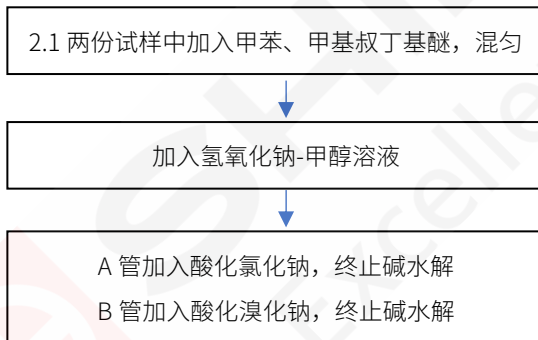 2.1 两份试样中加入甲苯、甲基叔丁基醚，混匀
加入氢氧化钠-甲醇溶液
A 管加入酸化氯化钠，终止碱水解
B 管加入酸化溴化钠，终止碱水解